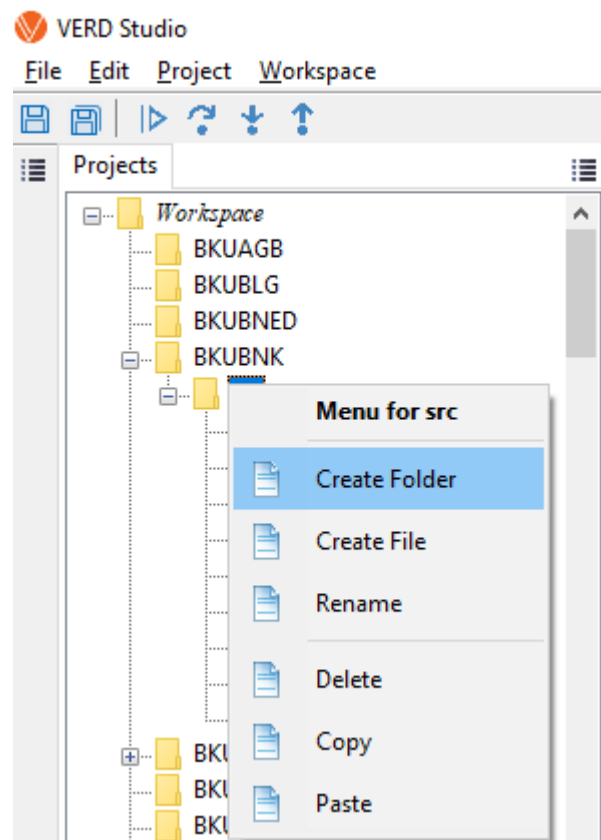 VERD Studio
File Edit Project Workspace
Projects
Workspace
BKUAGB
BKUBLG
BKUBNED
BKUBNK
Menu for src
Create Folder
Create File
Rename
Delete
Copy
Paste